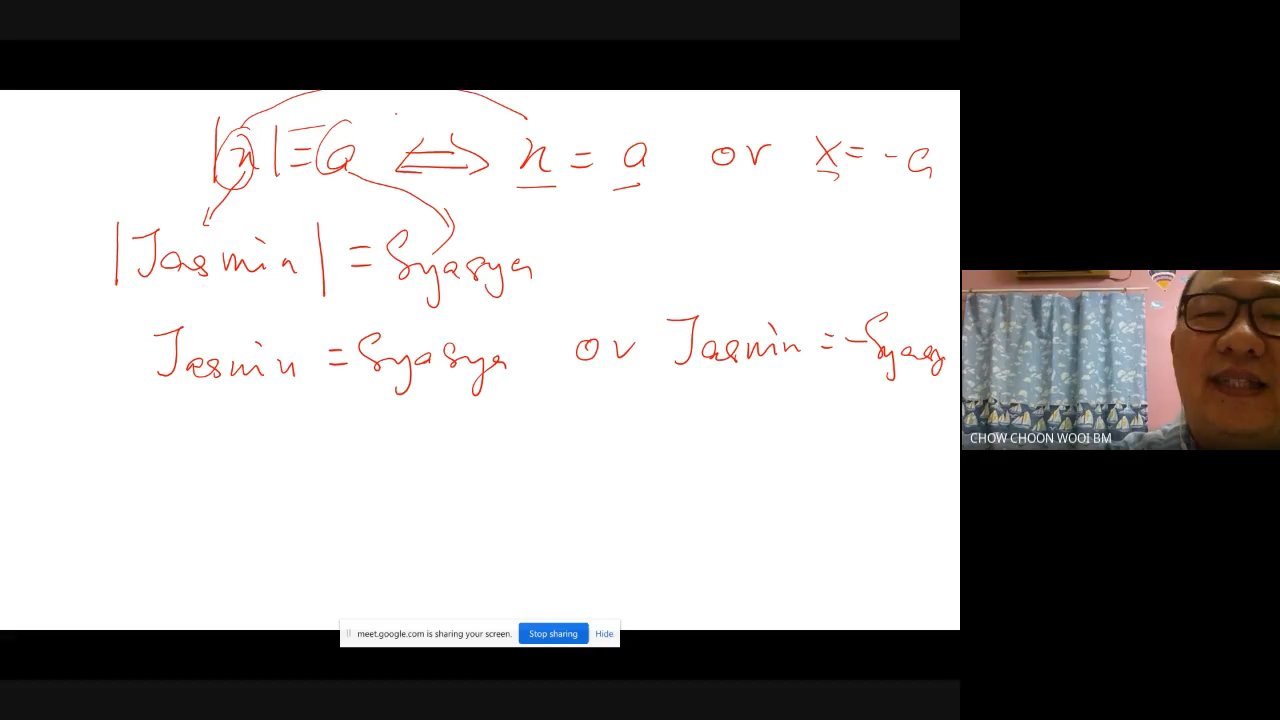 |x| = a ⟺ x = a or x = -a
|Jasmin| = Syasya
Jasmin = Syasya or Jasmin = -Syasy
CHOW CHOON WOOI BM
meet.google.com is sharing your screen. Stop sharing Hide